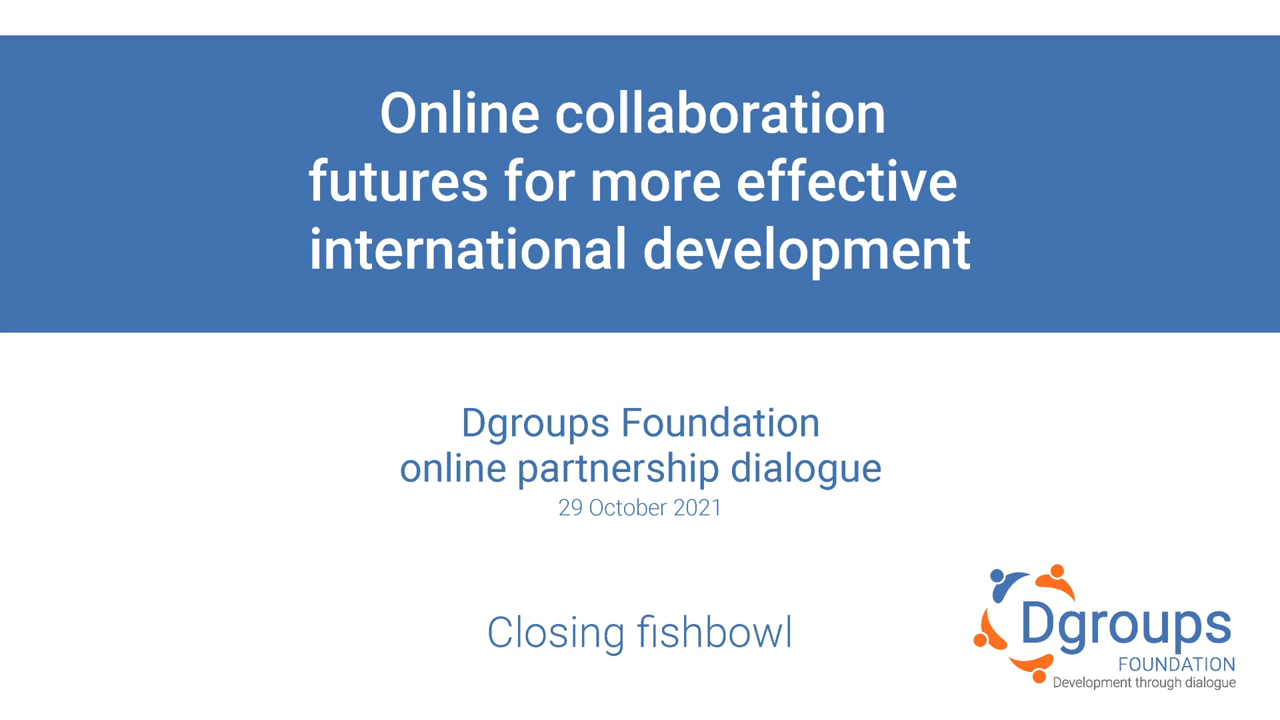 Online collaboration
futures for more effective
international development
Dgroups Foundation
online partnership dialogue
29 October 2021
Closing fishbowl
Dgroups
FOUNDATION
Development through dialogue